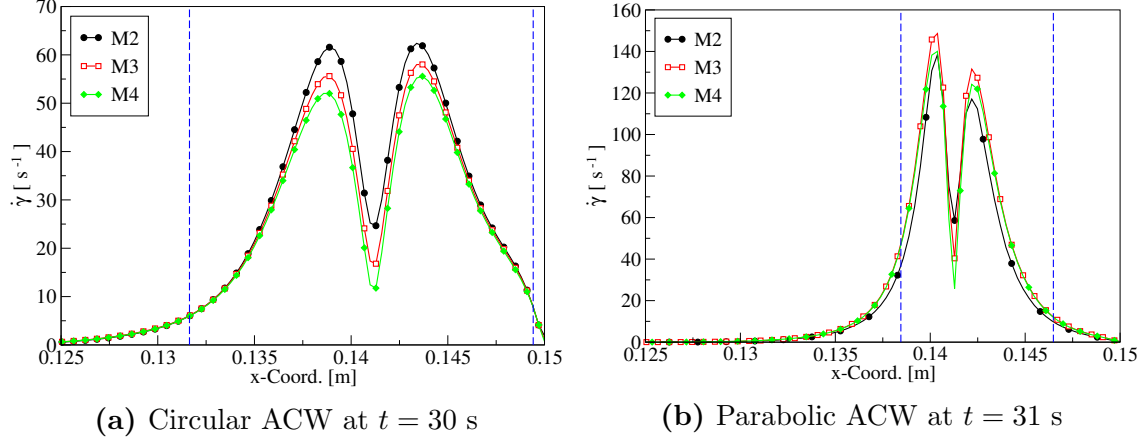 70
60
50
40
30
20
10
0
γ̇ [ s⁻¹ ]
M2
M3
M4
0.125 0.13 0.135 0.14 0.145 0.15
x-Coord. [m]
(a) Circular ACW at t = 30 s
160
140
120
100
80
60
40
20
0
γ̇ [ s⁻¹ ]
M2
M3
M4
0.125 0.13 0.135 0.14 0.145 0.15
x-Coord. [m]
(b) Parabolic ACW at t = 31 s